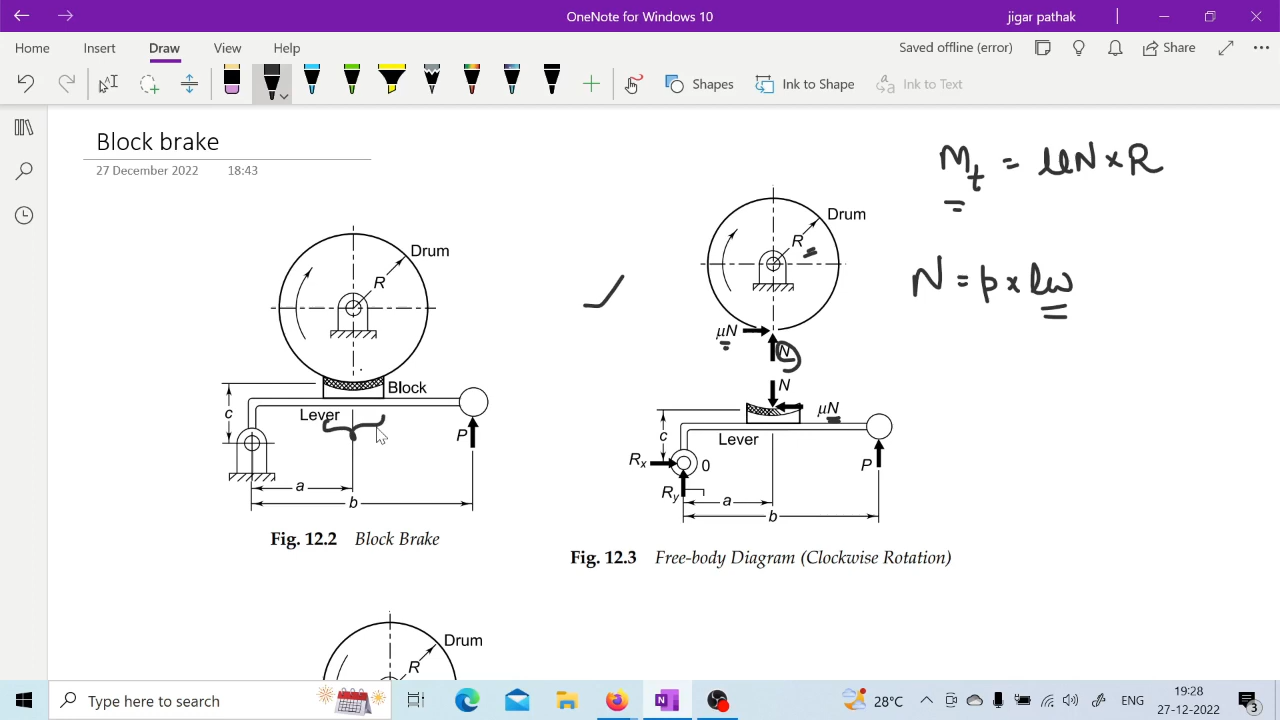 OneNote for Windows 10
jigar pathak
Home Insert Draw View Help
Saved offline (error)
Share
Shapes
Ink to Shape
Ink to Text
Block brake
27 December 2022 18:43
Drum
R
Block
Lever
c
P
a
b
Fig. 12.2 Block Brake
Drum
R
μN
N
N
μN
c
Lever
Rx
O
Ry
P
a
b
Fig. 12.3 Free-body Diagram (Clockwise Rotation)
Mt = μN × R
N = p × lw
Drum
R
Type here to search
28°C
ENG
19:28
27-12-2022
3